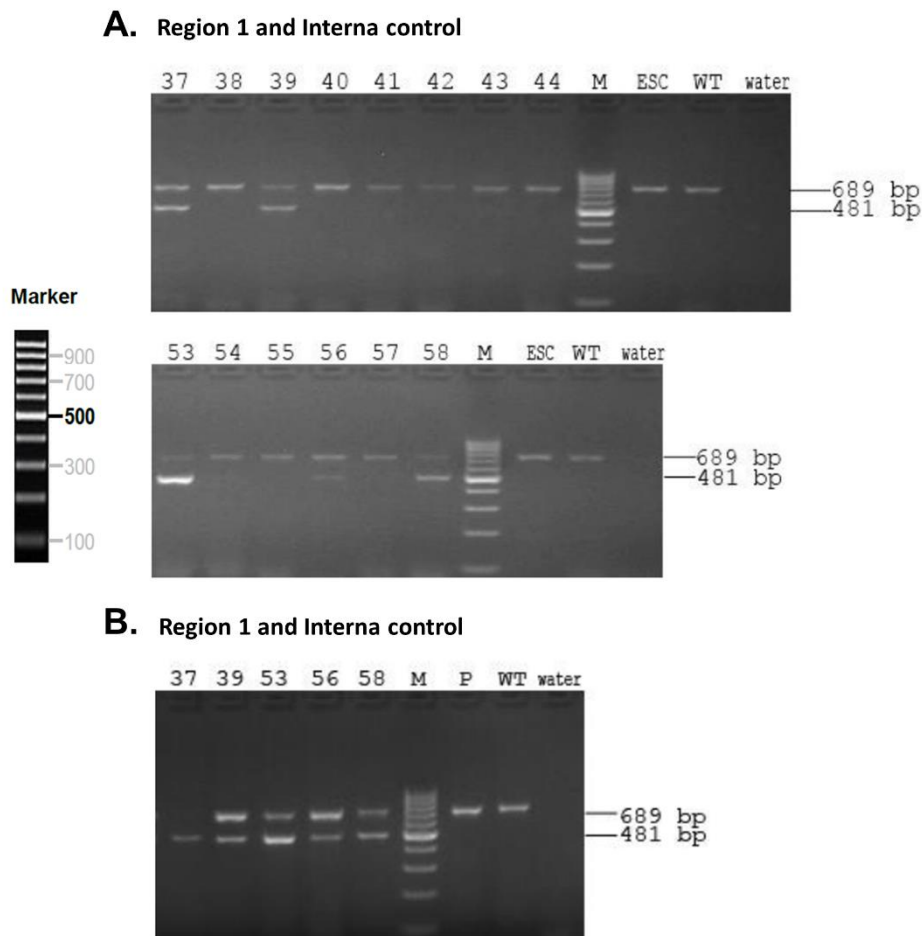 A. Region 1 and Interna control
37 38 39 40 41 42 43 44 M ESC WT water
689 bp
481 bp
Marker
900
700
500
300
100
53 54 55 56 57 58 M ESC WT water
689 bp
481 bp
B. Region 1 and Interna control
37 39 53 56 58 M P WT water
689 bp
481 bp